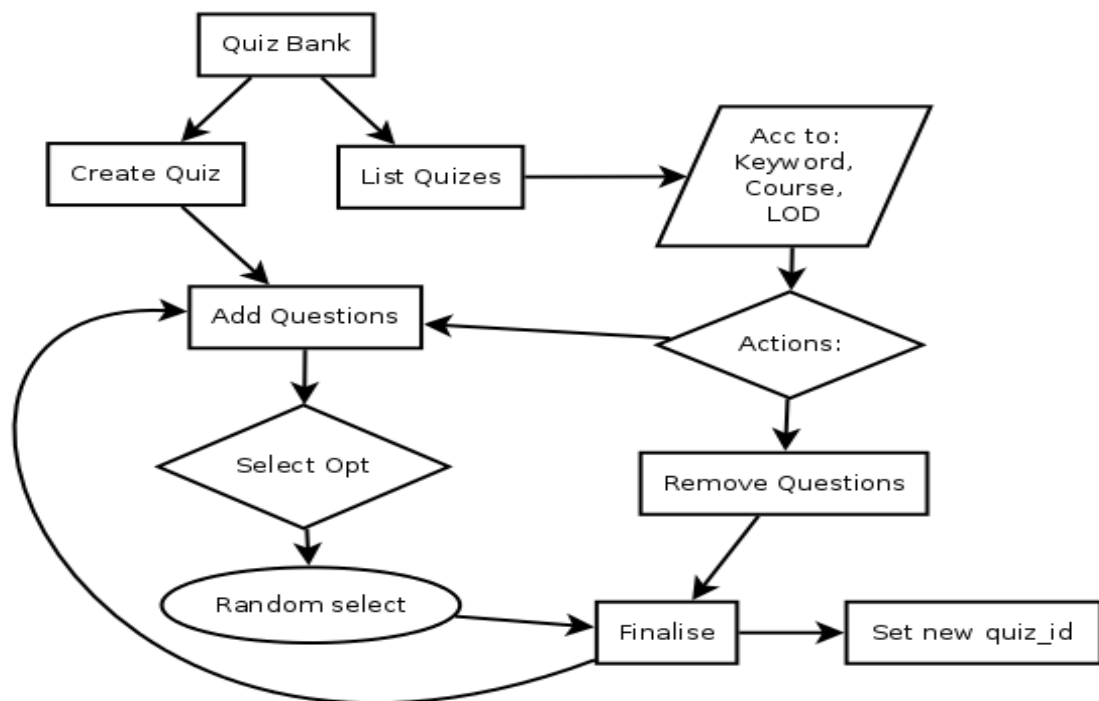 Quiz Bank
Create Quiz
List Quizes
Acc to:
Keyword,
Course,
LOD
Add Questions
Actions:
Select Opt
Remove Questions
Random select
Finalise
Set new quiz_id